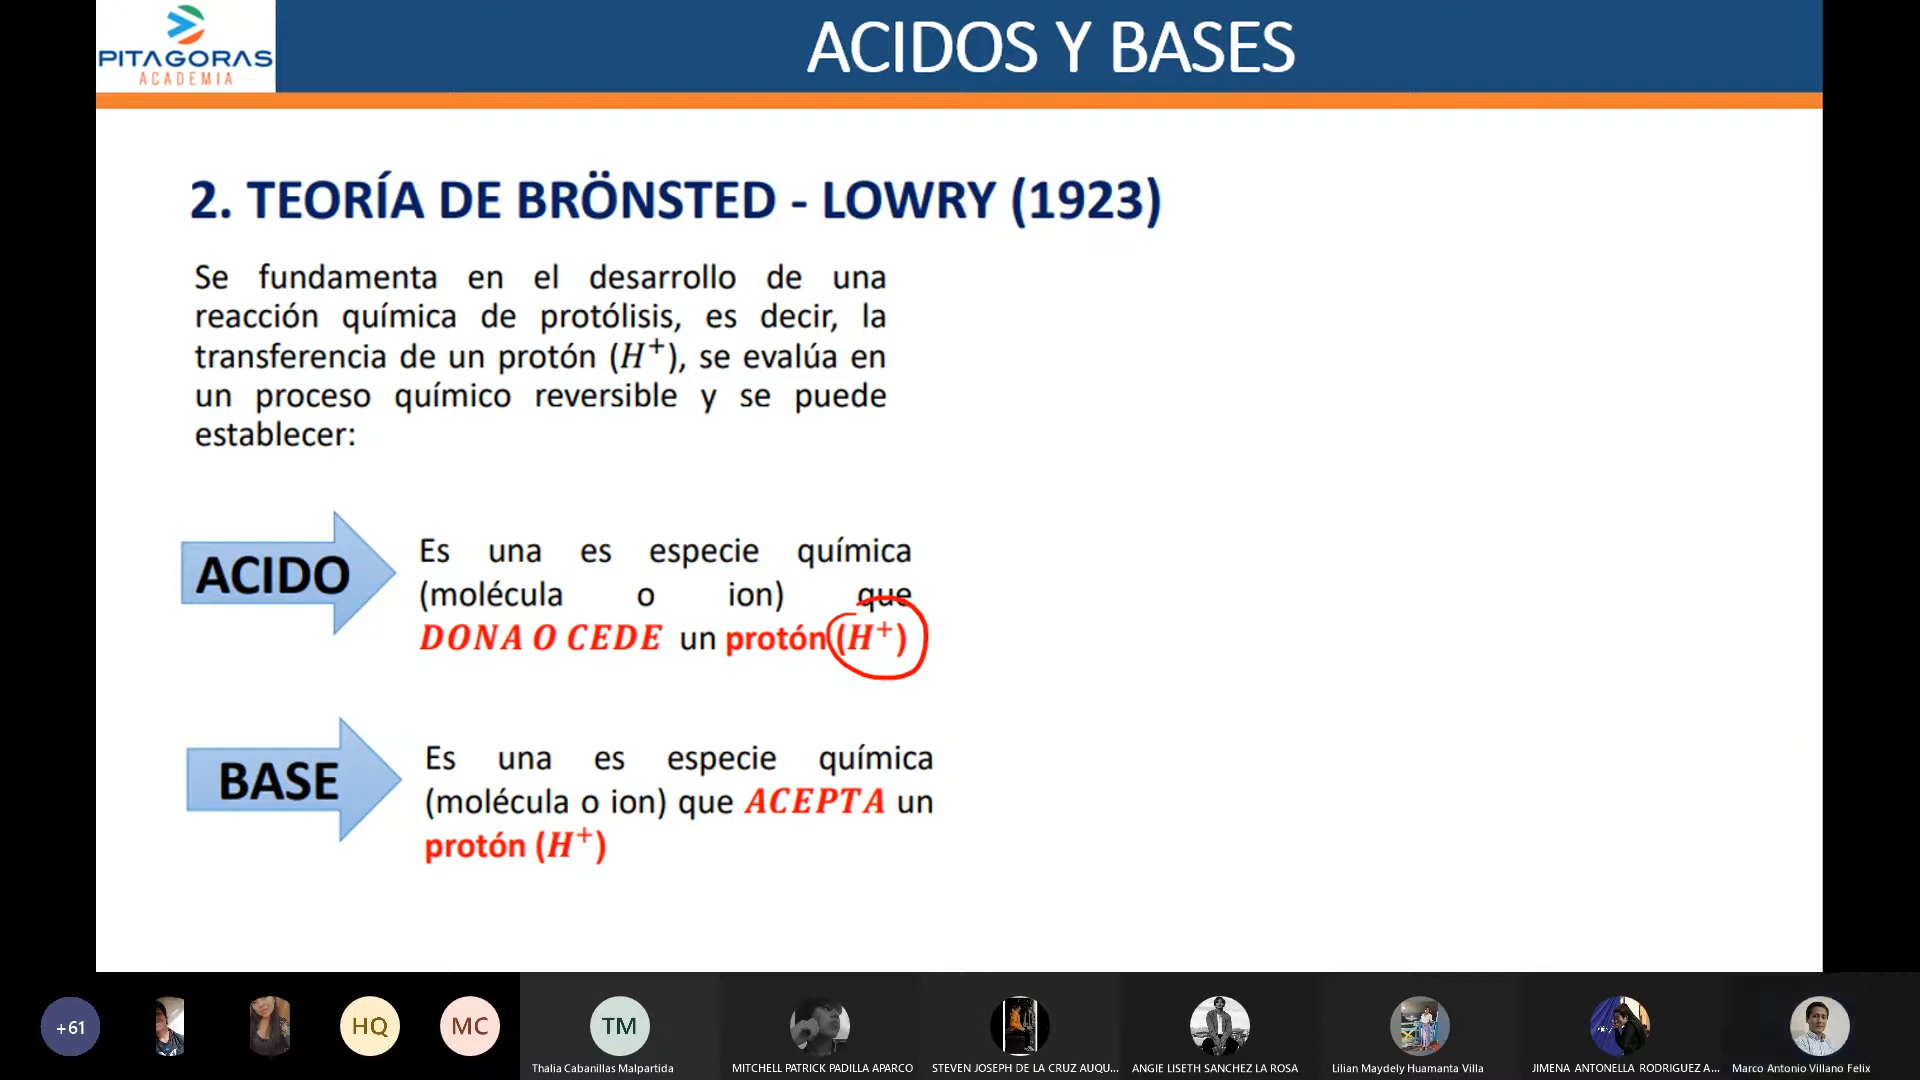 PITAGORAS
ACADEMIA
ACIDOS Y BASES
2. TEORÍA DE BRÖNSTED - LOWRY (1923)
Se fundamenta en el desarrollo de una
reacción química de protólisis, es decir, la
transferencia de un protón (H⁺), se evalúa en
un proceso químico reversible y se puede
establecer:
ACIDO
Es una es especie química
(molécula o ion) que
DONA O CEDE un protón (H⁺)
BASE
Es una es especie química
(molécula o ion) que ACEPTA un
protón (H⁺)
+61
HQ
MC
TM
Thalia Cabanillas Malpartida
MITCHELL PATRICK PADILLA APARCO
STEVEN JOSEPH DE LA CRUZ AUQU...
ANGIE LISETH SANCHEZ LA ROSA
Lilian Maydely Huamanta Villa
JIMENA ANTONELLA RODRIGUEZ A...
Marco Antonio Villano Felix